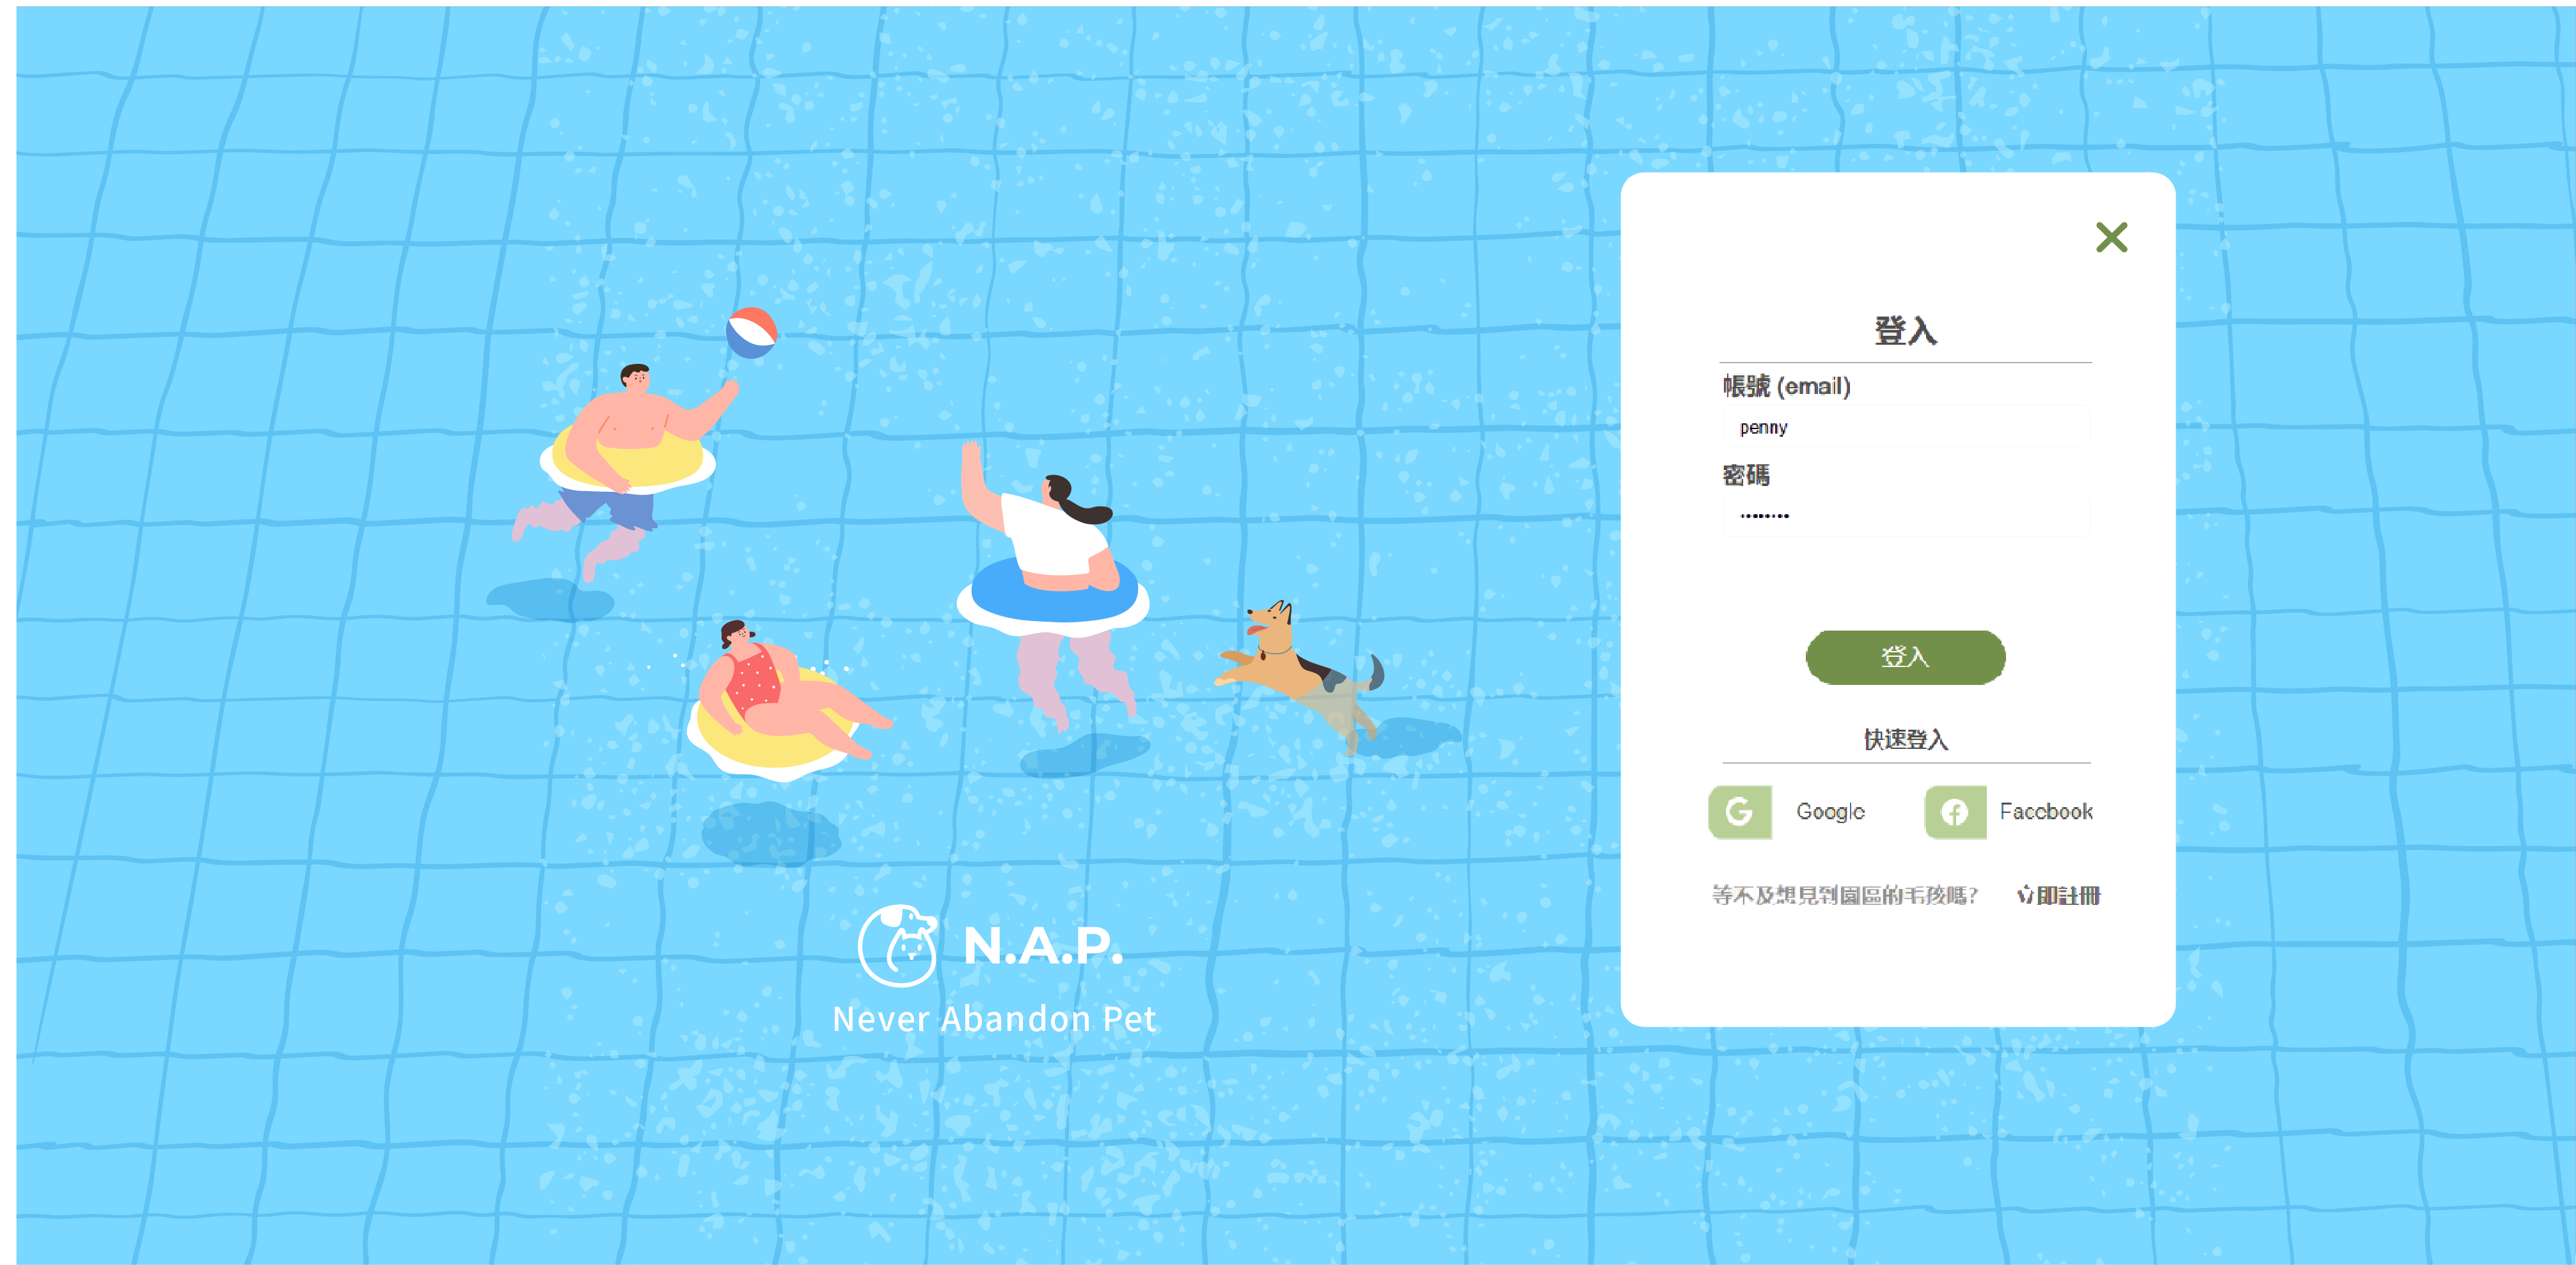 N.A.P.
Never Abandon Pet
登入
帳號 (email)
penny
密碼
••••••••
登入
快速登入
Google
Facebook
等不及想見到園區的毛孩嗎?
立即註冊